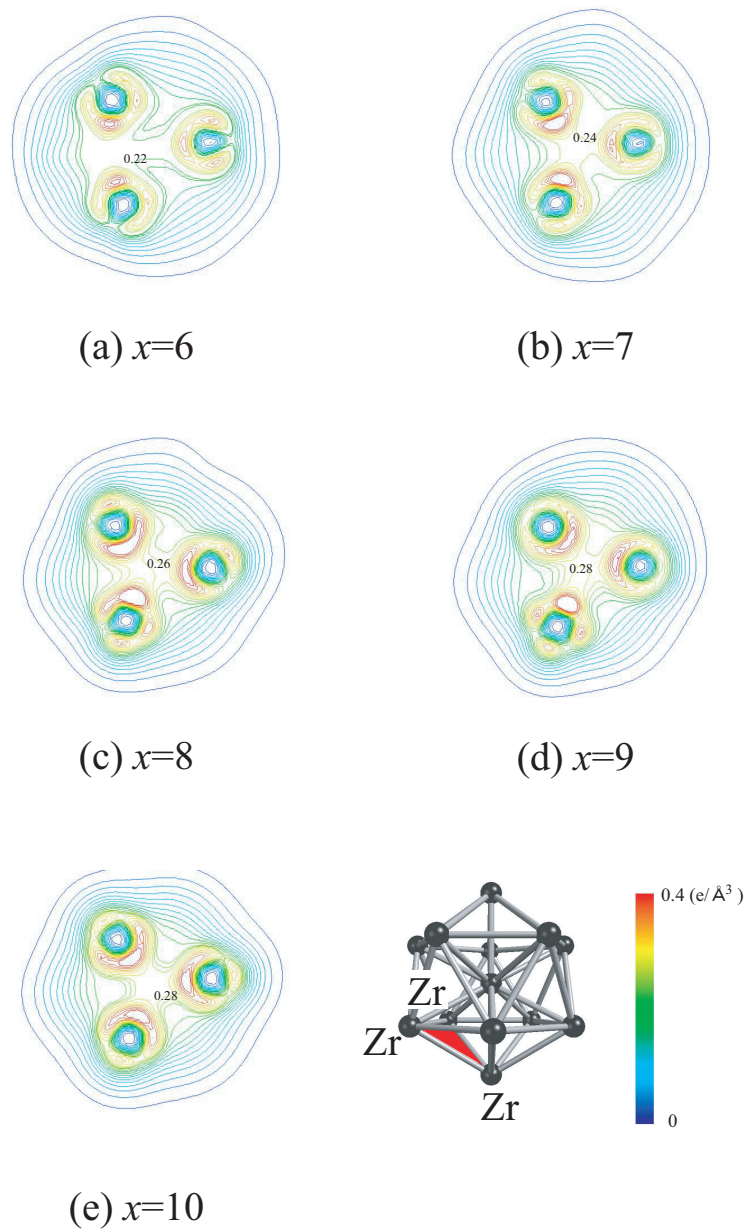 0.22
0.24
(a) x=6
(b) x=7
0.26
0.28
(c) x=8
(d) x=9
0.28
0.4 (e/Å³ )
Zr
Zr
Zr
0
(e) x=10